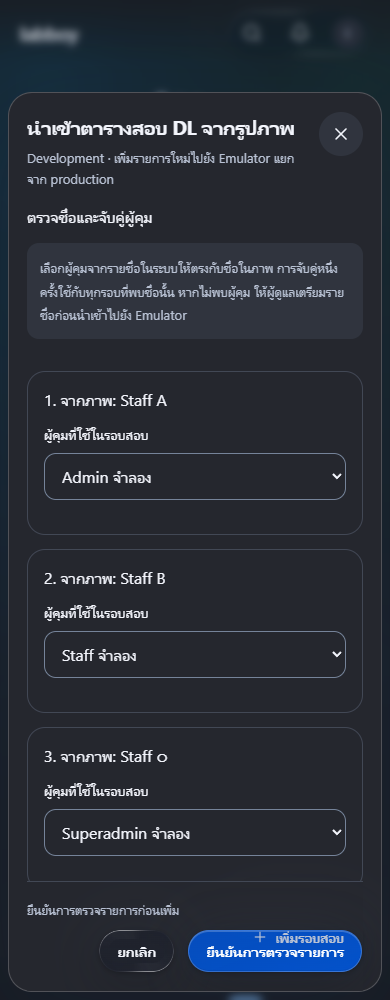 นำเข้าตารางสอบ DL จากรูปภาพ
Development · เพิ่มรายการใหม่ไปยัง Emulator แยก
จาก production
ตรวจชื่อและจับคู่ผู้คุม
เลือกผู้คุมจากรายชื่อในระบบให้ตรงกับชื่อในภาพ การจับคู่หนึ่ง
ครั้งใช้กับทุกรอบที่พบชื่อนั้น หากไม่พบผู้คุม ให้ผู้ดูแลเตรียมราย
ชื่อก่อนนำเข้าไปยัง Emulator
1. จากภาพ: Staff A
ผู้คุมที่ใช้ในรอบสอบ
Admin จำลอง
2. จากภาพ: Staff B
ผู้คุมที่ใช้ในรอบสอบ
Staff จำลอง
3. จากภาพ: Staff ๐
ผู้คุมที่ใช้ในรอบสอบ
Superadmin จำลอง
ยืนยันการตรวจรายการก่อนเพิ่ม
+ เพิ่มรอบสอบ
ยกเลิก
ยืนยันการตรวจรายการ